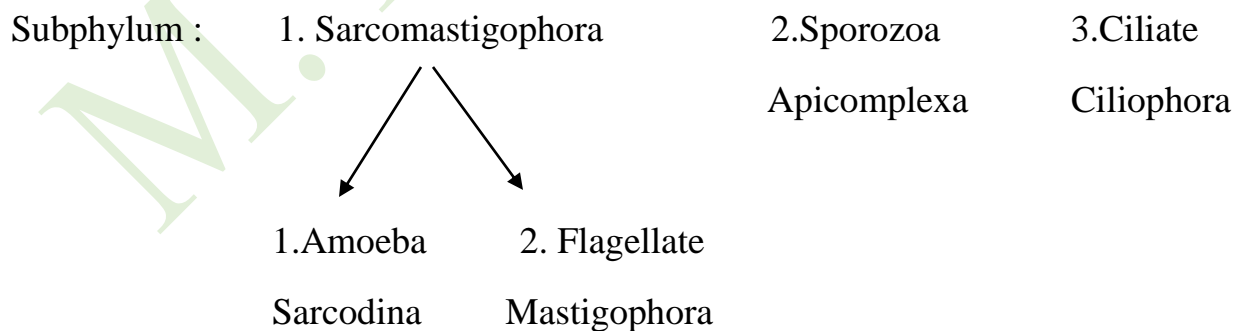 Subphylum : 1. Sarcomastigophora 2.Sporozoa 3.Ciliate
Apicomplexa Ciliophora
1.Amoeba 2. Flagellate
Sarcodina Mastigophora